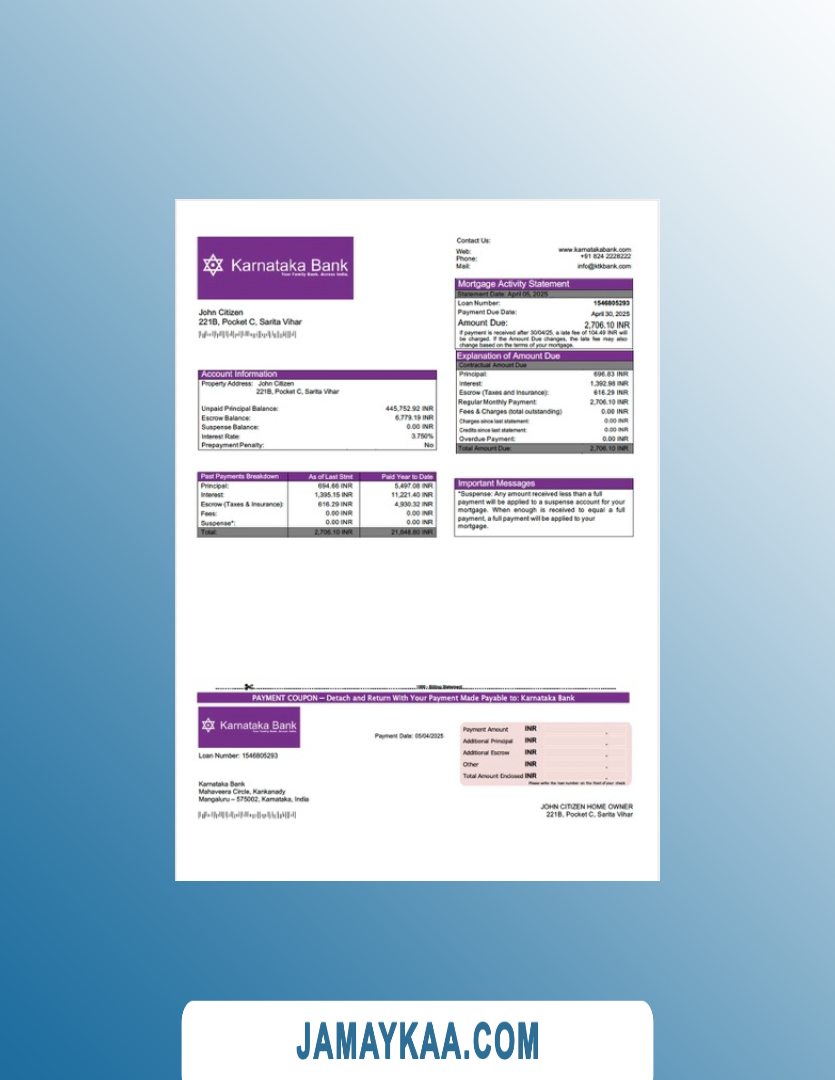 Karnataka Bank
Your Family Bank. Across India.
Contact Us:
Web: www.karnatakabank.com
Phone: +91 824 2228222
Mail: info@ktkbank.com
John Citizen
221B, Pocket C, Sarita Vihar
Mortgage Activity Statement
Statement Date: April 05, 2025
Loan Number: 1546805293
Payment Due Date: April 30, 2025
Amount Due: 2,706.10 INR
If payment is received after 30/04/25, a late fee of 104.49 INR will
be charged. If the Amount Due changes, the late fee may also
change based on the terms of your mortgage.
Explanation of Amount Due
Contractual Amount Due
Principal: 696.83 INR
Interest: 1,392.98 INR
Escrow (Taxes and Insurance): 616.29 INR
Regular Monthly Payment: 2,706.10 INR
Fees & Charges (total outstanding) 0.00 INR
Charges since last statement: 0.00 INR
Credits since last statement: 0.00 INR
Overdue Payment: 0.00 INR
Total Amount Due: 2,706.10 INR
Account Information
Property Address: John Citizen
221B, Pocket C, Sarita Vihar
Unpaid Principal Balance: 445,752.92 INR
Escrow Balance: 6,779.19 INR
Suspense Balance: 0.00 INR
Interest Rate: 3.750%
Prepayment Penalty: No
Past Payments Breakdown As of Last Stmt Paid Year to Date
Principal: 694.66 INR 5,497.08 INR
Interest: 1,395.15 INR 11,221.40 INR
Escrow (Taxes & Insurance): 616.29 INR 4,930.32 INR
Fees: 0.00 INR 0.00 INR
Suspense*: 0.00 INR 0.00 INR
Total: 2,706.10 INR 21,648.80 INR
Important Messages
*Suspense: Any amount received less than a full
payment will be applied to a suspense account for your
mortgage. When enough is received to equal a full
payment, a full payment will be applied to your
mortgage.
Billing Statement
PAYMENT COUPON – Detach and Return With Your Payment Made Payable to: Karnataka Bank
Karnataka Bank
Your Family Bank. Across India.
Loan Number: 1546805293
Payment Date: 05/04/2025
Payment Amount INR
Additional Principal INR
Additional Escrow INR
Other INR
Total Amount Enclosed INR
Please write the loan number on the front of your check.
Karnataka Bank
Mahaveera Circle, Kankanady
Mangaluru – 575002, Karnataka, India
JOHN CITIZEN HOME OWNER
221B, Pocket C, Sarita Vihar
JAMAYKAA.COM